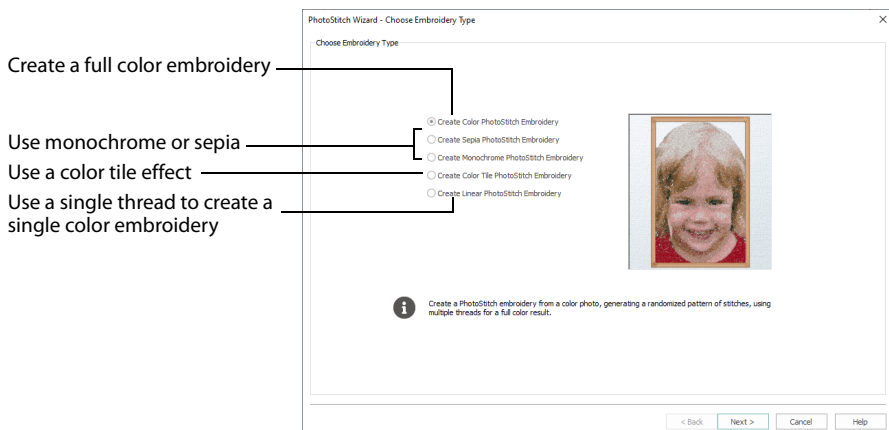 PhotoStitch Wizard - Choose Embroidery Type
Choose Embroidery Type
Create a full color embroidery
Create Color PhotoStitch Embroidery
Use monochrome or sepia
Create Sepia PhotoStitch Embroidery
Create Monochrome PhotoStitch Embroidery
Use a color tile effect
Create Color Tile PhotoStitch Embroidery
Use a single thread to create a
single color embroidery
Create Linear PhotoStitch Embroidery
Create a PhotoStitch embroidery from a color photo, generating a randomized pattern of stitches, using
multiple threads for a full color result.
< Back Next > Cancel Help